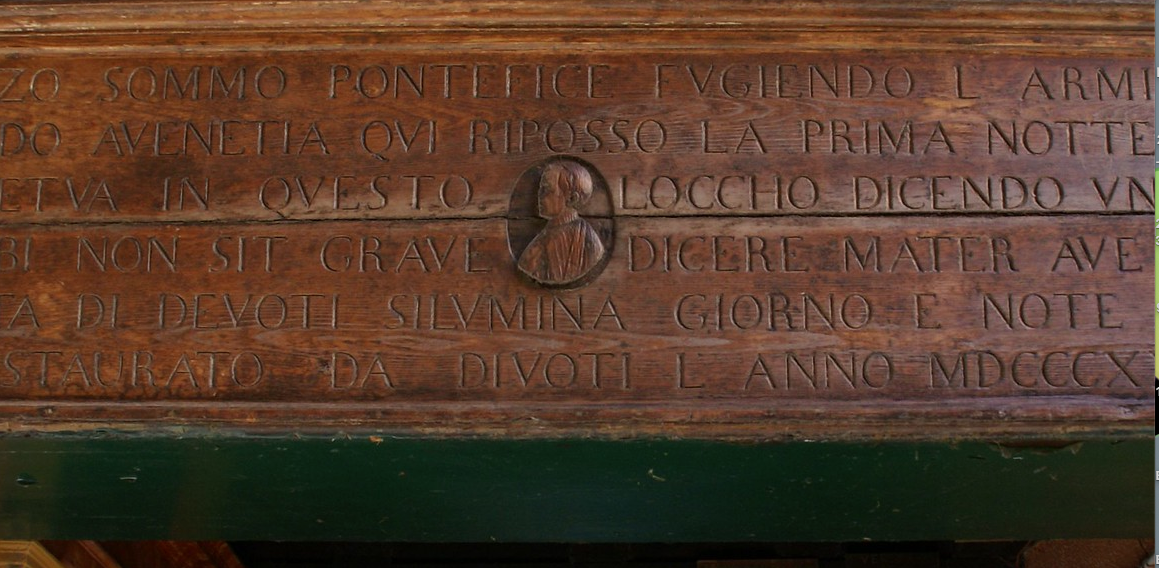 ZO SOMMO PONTEFICE FVGIENDO L ARMI
DO AVENETIA QVI RIPOSSO LA PRIMA NOTTE
ETVA IN QVESTO LOCCHO DICENDO VN
BI NON SIT GRAVE DICERE MATER AVE
TA DI DEVOTI SILVMINA GIORNO E NOTE
STAURATO DA DIVOTI L ANNO MDCCCX